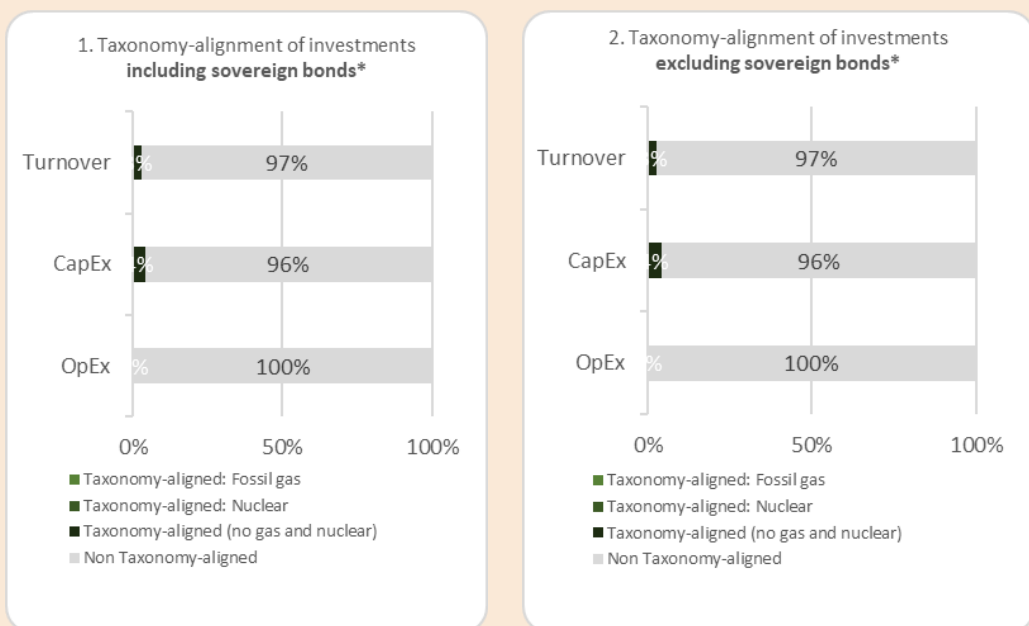 1. Taxonomy-alignment of investments
including sovereign bonds*
Turnover
97%
CapEx
96%
OpEx
100%
0% 50% 100%
Taxonomy-aligned: Fossil gas
Taxonomy-aligned: Nuclear
Taxonomy-aligned (no gas and nuclear)
Non Taxonomy-aligned
2. Taxonomy-alignment of investments
excluding sovereign bonds*
Turnover
97%
CapEx
96%
OpEx
100%
0% 50% 100%
Taxonomy-aligned: Fossil gas
Taxonomy-aligned: Nuclear
Taxonomy-aligned (no gas and nuclear)
Non Taxonomy-aligned